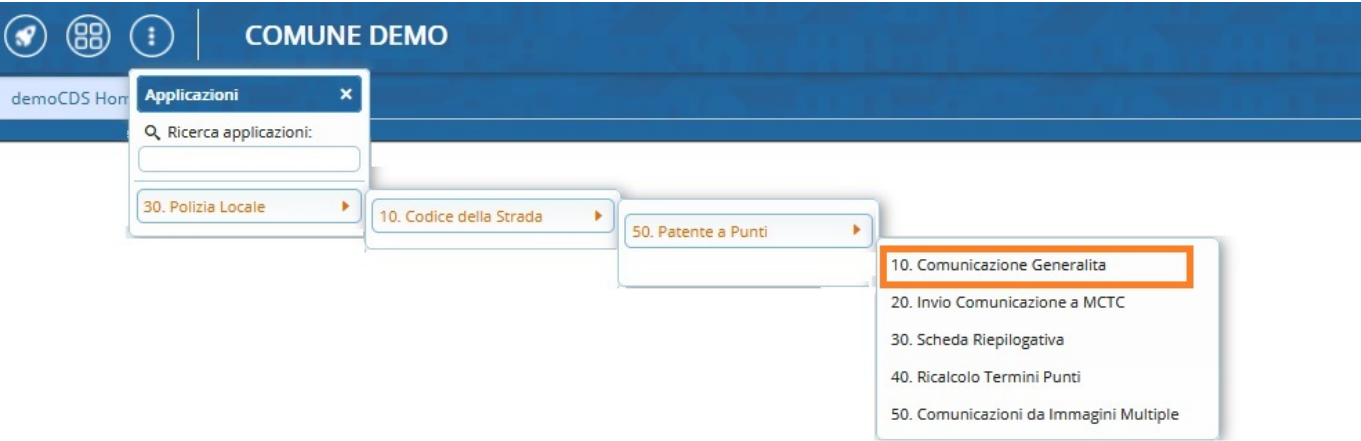 COMUNE DEMO
demoCDS Hom
Applicazioni ×
Ricerca applicazioni:
30. Polizia Locale
10. Codice della Strada
50. Patente a Punti
10. Comunicazione Generalita
20. Invio Comunicazione a MCTC
30. Scheda Riepilogativa
40. Ricalcolo Termini Punti
50. Comunicazioni da Immagini Multiple